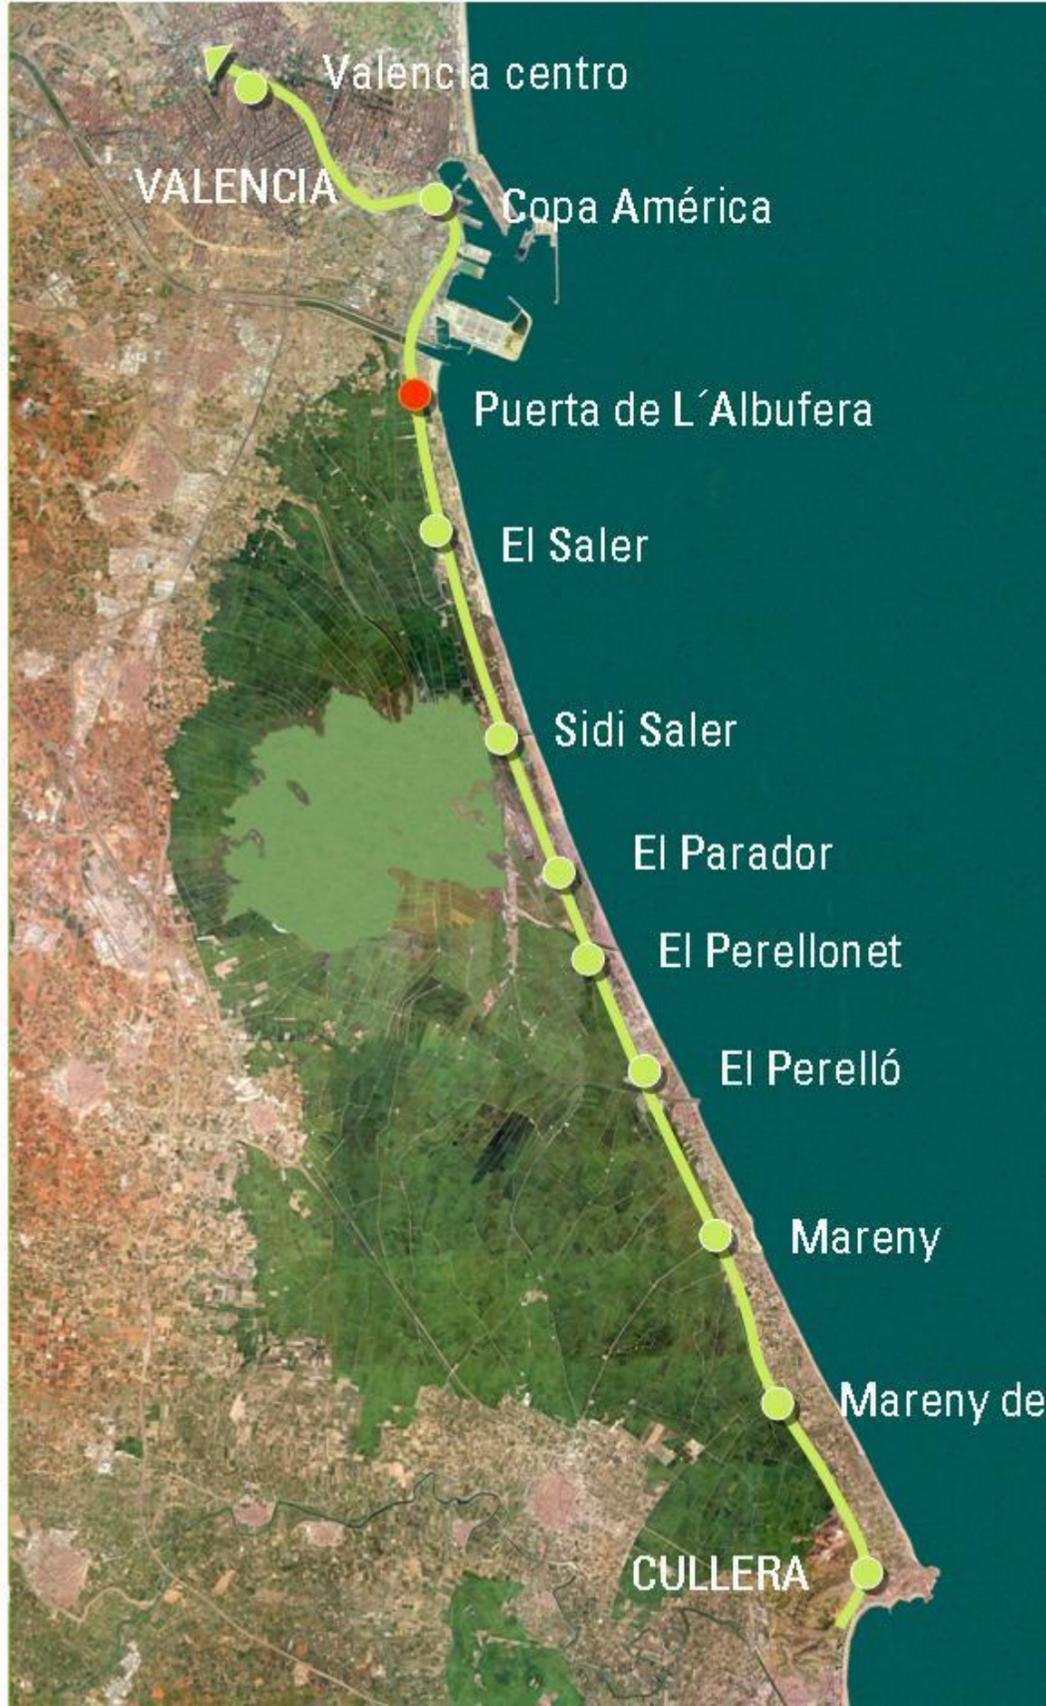 Valencia centro
VALENCIA
Copa América
Puerta de L´Albufera
El Saler
Sidi Saler
El Parador
El Perellonet
El Perelló
Mareny
Mareny de
CULLERA